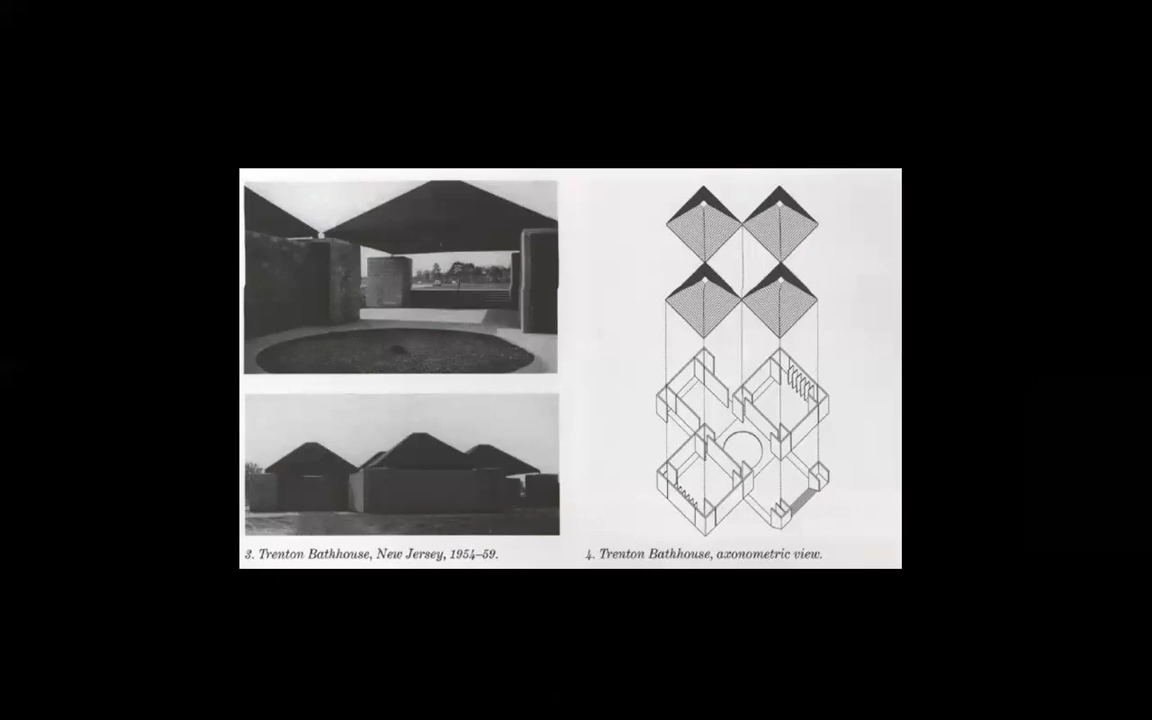 3. Trenton Bathhouse, New Jersey, 1954–59.
4. Trenton Bathhouse, axonometric view.